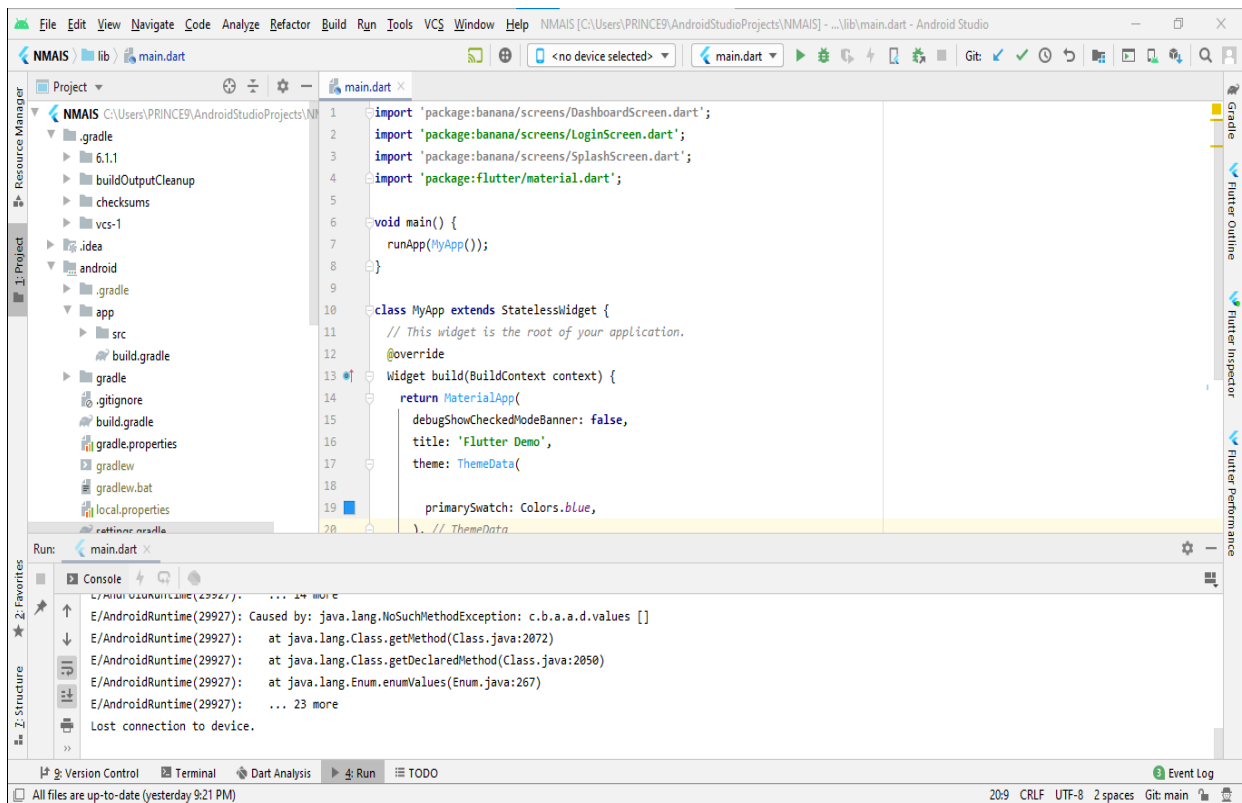 File Edit View Navigate Code Analyze Refactor Build Run Tools VCS Window Help NMAIS [C:\Users\PRINCE9\AndroidStudioProjects\NMAIS] - ...\lib\main.dart - Android Studio
NMAIS lib main.dart <no device selected> main.dart Git:
Project
main.dart
NMAIS C:\Users\PRINCE9\AndroidStudioProjects\NM
.gradle
6.1.1
buildOutputCleanup
checksums
vcs-1
.idea
android
.gradle
app
src
build.gradle
gradle
.gitignore
build.gradle
gradle.properties
gradlew
gradlew.bat
local.properties
settings.gradle
1 import 'package:banana/screens/DashboardScreen.dart';
2 import 'package:banana/screens/LoginScreen.dart';
3 import 'package:banana/screens/SplashScreen.dart';
4 import 'package:flutter/material.dart';
5
6 void main() {
7 runApp(MyApp());
8 }
9
10 class MyApp extends StatelessWidget {
11 // This widget is the root of your application.
12 @override
13 Widget build(BuildContext context) {
14 return MaterialApp(
15 debugShowCheckedModeBanner: false,
16 title: 'Flutter Demo',
17 theme: ThemeData(
18
19 primarySwatch: Colors.blue,
20 ), // ThemeData
Resource Manager
1: Project
2: Favorites
7: Structure
Gradle
Flutter Outline
Flutter Inspector
Flutter Performance
Run: main.dart
Console
E/AndroidRuntime(29927): ... 14 more
E/AndroidRuntime(29927): Caused by: java.lang.NoSuchMethodException: c.b.a.a.d.values []
E/AndroidRuntime(29927): at java.lang.Class.getMethod(Class.java:2072)
E/AndroidRuntime(29927): at java.lang.Class.getDeclaredMethod(Class.java:2050)
E/AndroidRuntime(29927): at java.lang.Enum.enumValues(Enum.java:267)
E/AndroidRuntime(29927): ... 23 more
Lost connection to device.
9: Version Control Terminal Dart Analysis 4: Run TODO 3 Event Log
All files are up-to-date (yesterday 9:21 PM) 20:9 CRLF UTF-8 2 spaces Git: main